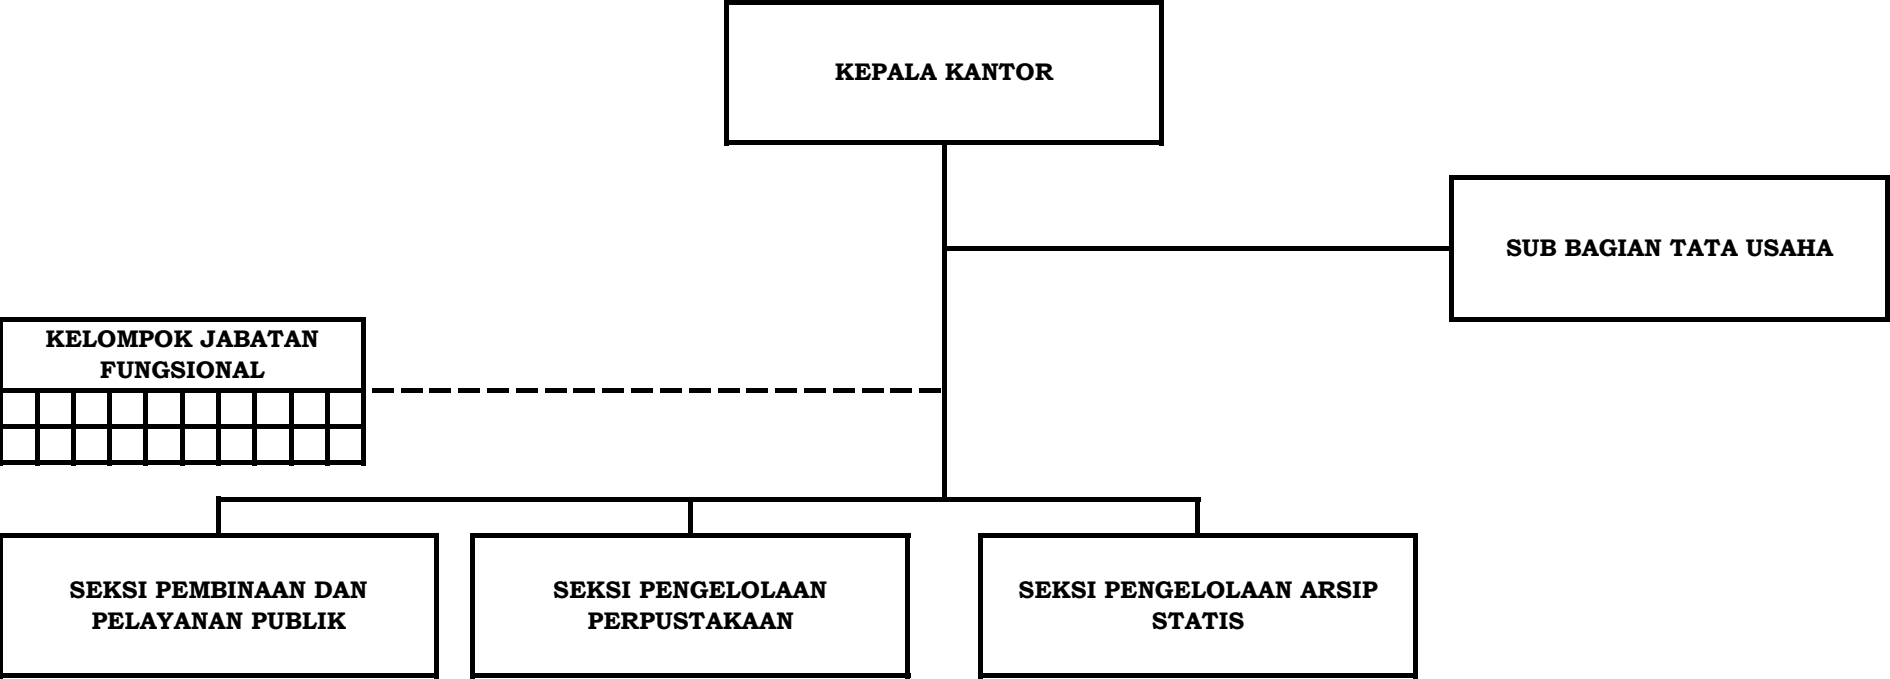 KEPALA KANTOR
SUB BAGIAN TATA USAHA
KELOMPOK JABATAN
FUNGSIONAL
SEKSI PEMBINAAN DAN
PELAYANAN PUBLIK
SEKSI PENGELOLAAN
PERPUSTAKAAN
SEKSI PENGELOLAAN ARSIP
STATIS